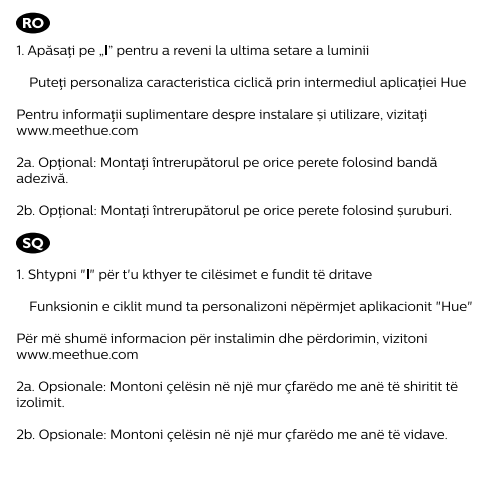 RO
1. Apăsați pe „I” pentru a reveni la ultima setare a luminii
Puteți personaliza caracteristica ciclică prin intermediul aplicației Hue
Pentru informații suplimentare despre instalare și utilizare, vizitați
www.meethue.com
2a. Opțional: Montați întrerupătorul pe orice perete folosind bandă
adezivă.
2b. Opțional: Montați întrerupătorul pe orice perete folosind șuruburi.
SQ
1. Shtypni "I" për t'u kthyer te cilësimet e fundit të dritave
Funksionin e ciklit mund ta personalizoni nëpërmjet aplikacionit "Hue"
Për më shumë informacion për instalimin dhe përdorimin, vizitoni
www.meethue.com
2a. Opsionale: Montoni çelësin në një mur çfarëdo me anë të shiritit të
izolimit.
2b. Opsionale: Montoni çelësin në një mur çfarëdo me anë të vidave.